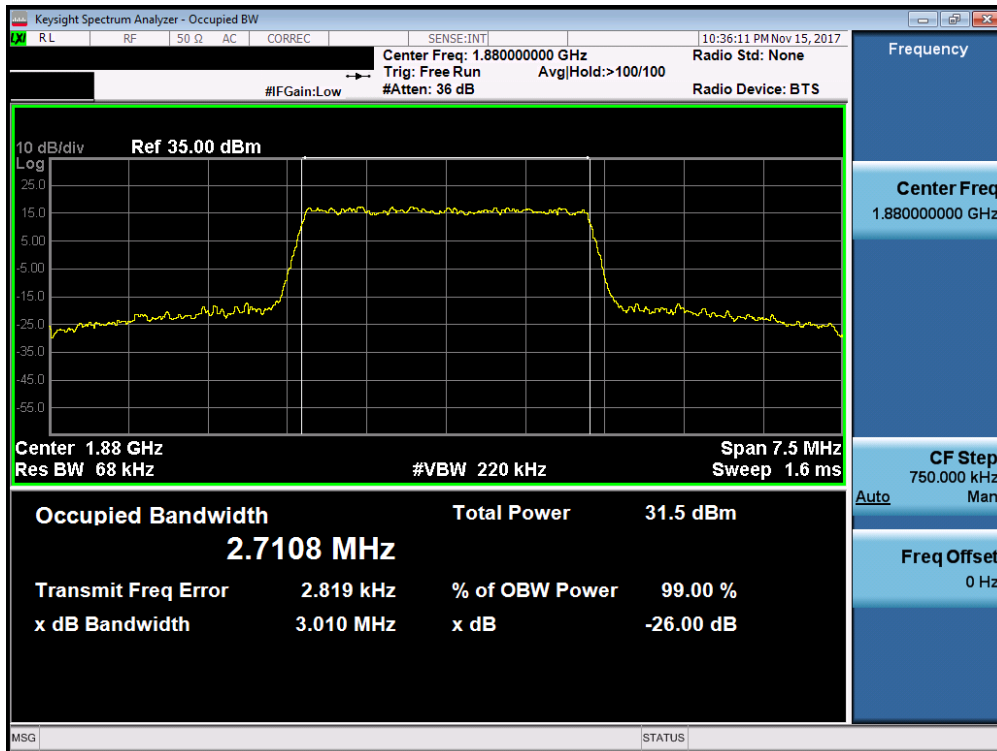 Keysight Spectrum Analyzer - Occupied BW
LXI RL RF 50 Ω AC CORREC SENSE:INT 10:36:11 PM Nov 15, 2017
Center Freq: 1.880000000 GHz Radio Std: None
Trig: Free Run Avg|Hold:>100/100
#IFGain:Low #Atten: 36 dB Radio Device: BTS
10 dB/div Ref 35.00 dBm
Log
25.0
15.0
5.00
-5.00
-15.0
-25.0
-35.0
-45.0
-55.0
Center 1.88 GHz Span 7.5 MHz
Res BW 68 kHz #VBW 220 kHz Sweep 1.6 ms
Occupied Bandwidth Total Power 31.5 dBm
2.7108 MHz
Transmit Freq Error 2.819 kHz % of OBW Power 99.00 %
x dB Bandwidth 3.010 MHz x dB -26.00 dB
MSG STATUS
Frequency
Center Freq
1.880000000 GHz
CF Step
750.000 kHz
Auto Man
Freq Offset
0 Hz